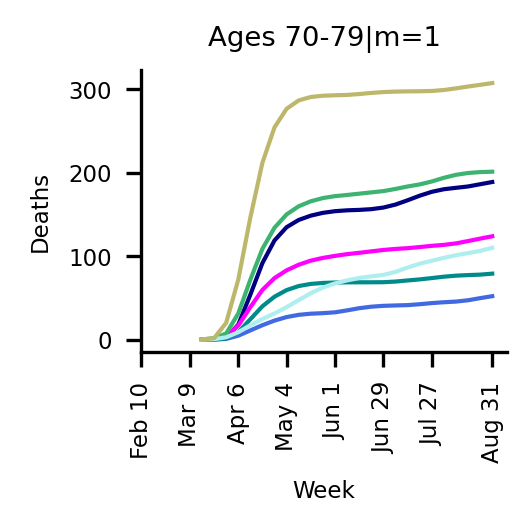 Ages 70-79|m=1
300
200
100
0
Deaths
Feb 10
Mar 9
Apr 6
May 4
Jun 1
Jun 29
Jul 27
Aug 31
Week